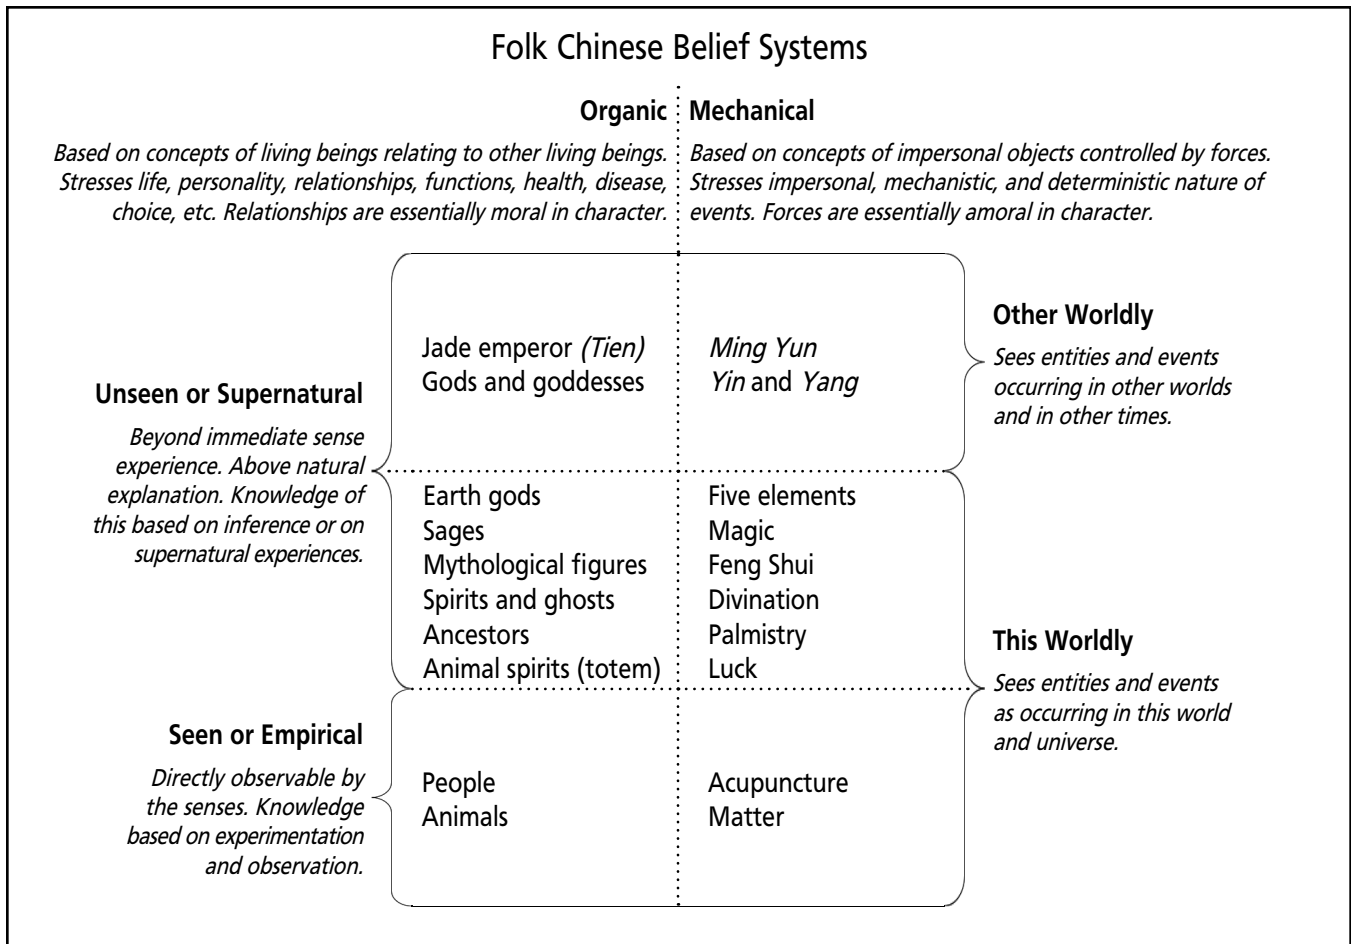 Folk Chinese Belief Systems
Organic
Based on concepts of living beings relating to other living beings.
Stresses life, personality, relationships, functions, health, disease,
choice, etc. Relationships are essentially moral in character.
Mechanical
Based on concepts of impersonal objects controlled by forces.
Stresses impersonal, mechanistic, and deterministic nature of
events. Forces are essentially amoral in character.
Unseen or Supernatural
Beyond immediate sense
experience. Above natural
explanation. Knowledge of
this based on inference or on
supernatural experiences.
Jade emperor (Tien)
Gods and goddesses
Ming Yun
Yin and Yang
Other Worldly
Sees entities and events
occurring in other worlds
and in other times.
Earth gods
Sages
Mythological figures
Spirits and ghosts
Ancestors
Animal spirits (totem)
Five elements
Magic
Feng Shui
Divination
Palmistry
Luck
This Worldly
Sees entities and events
as occurring in this world
and universe.
Seen or Empirical
Directly observable by
the senses. Knowledge
based on experimentation
and observation.
People
Animals
Acupuncture
Matter